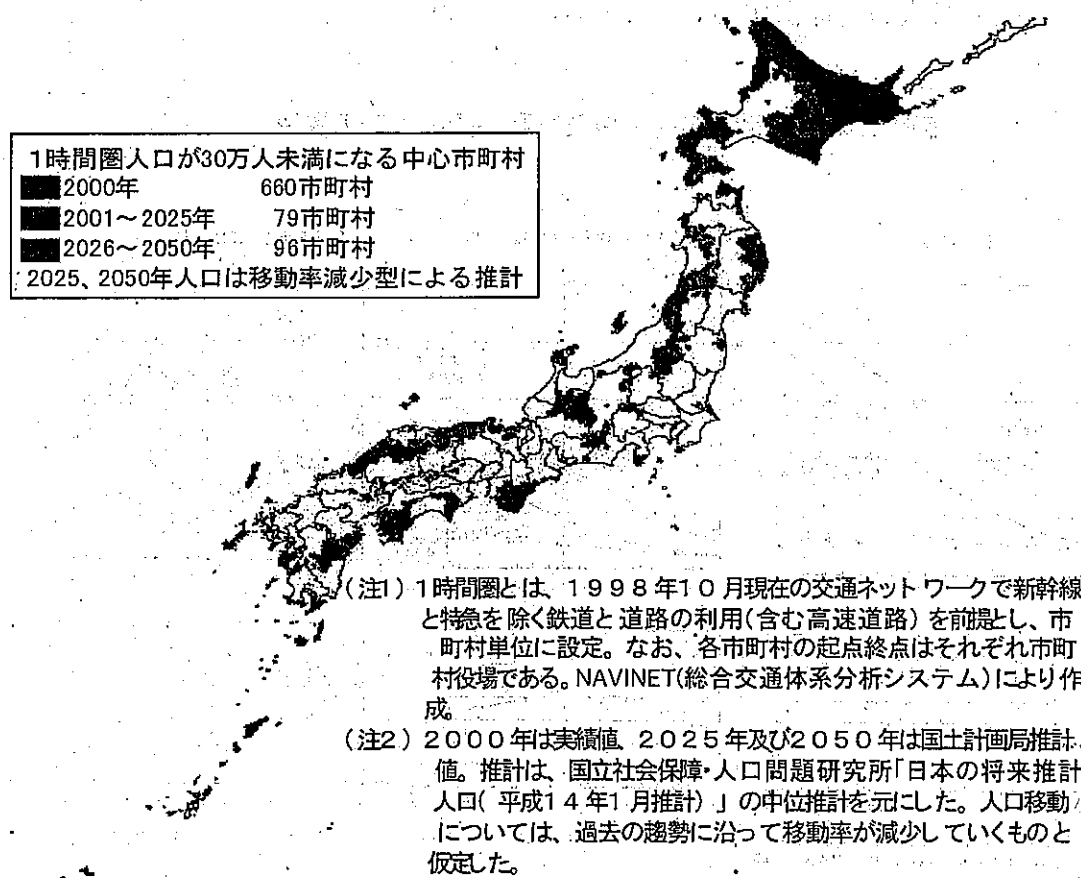 1時間圏人口が30万人未満になる中心市町村
2000年 660市町村
2001～2025年 79市町村
2026～2050年 96市町村
2025、2050年人口は移動率減少型による推計
(注1) 1時間圏とは、1998年10月現在の交通ネットワークで新幹線
と特急を除く鉄道と道路の利用(含む高速道路)を前提とし、市
町村単位に設定。なお、各市町村の起点終点はそれぞれ市町
村役場である。NAVINET(総合交通体系分析システム)により作
成。
(注2) 2000年は実績値、2025年及び2050年は国土計画局推計
値。推計は、国立社会保障・人口問題研究所「日本の将来推計
人口(平成14年1月推計)」の中位推計を元にした。人口移動
については、過去の趨勢に沿って移動率が減少していくものと
仮定した。